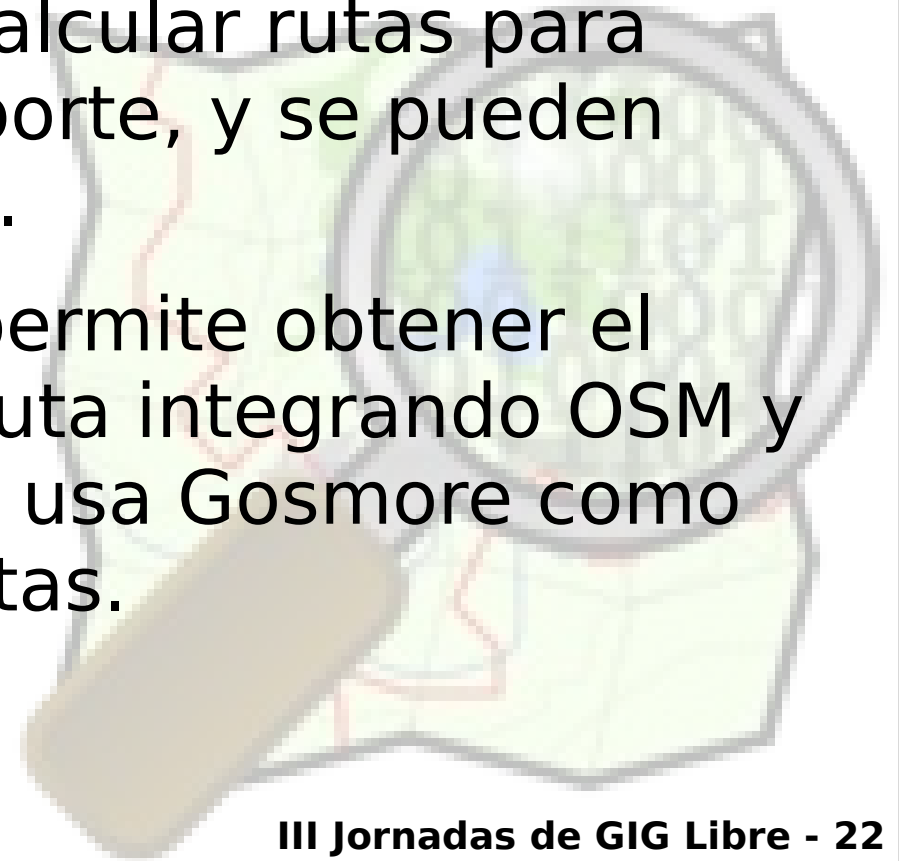 alcular rutas para
porte, y se pueden
.
permite obtener el
uta integrando OSM y
usa Gosmore como
tas.
III Jornadas de GIG Libre - 22